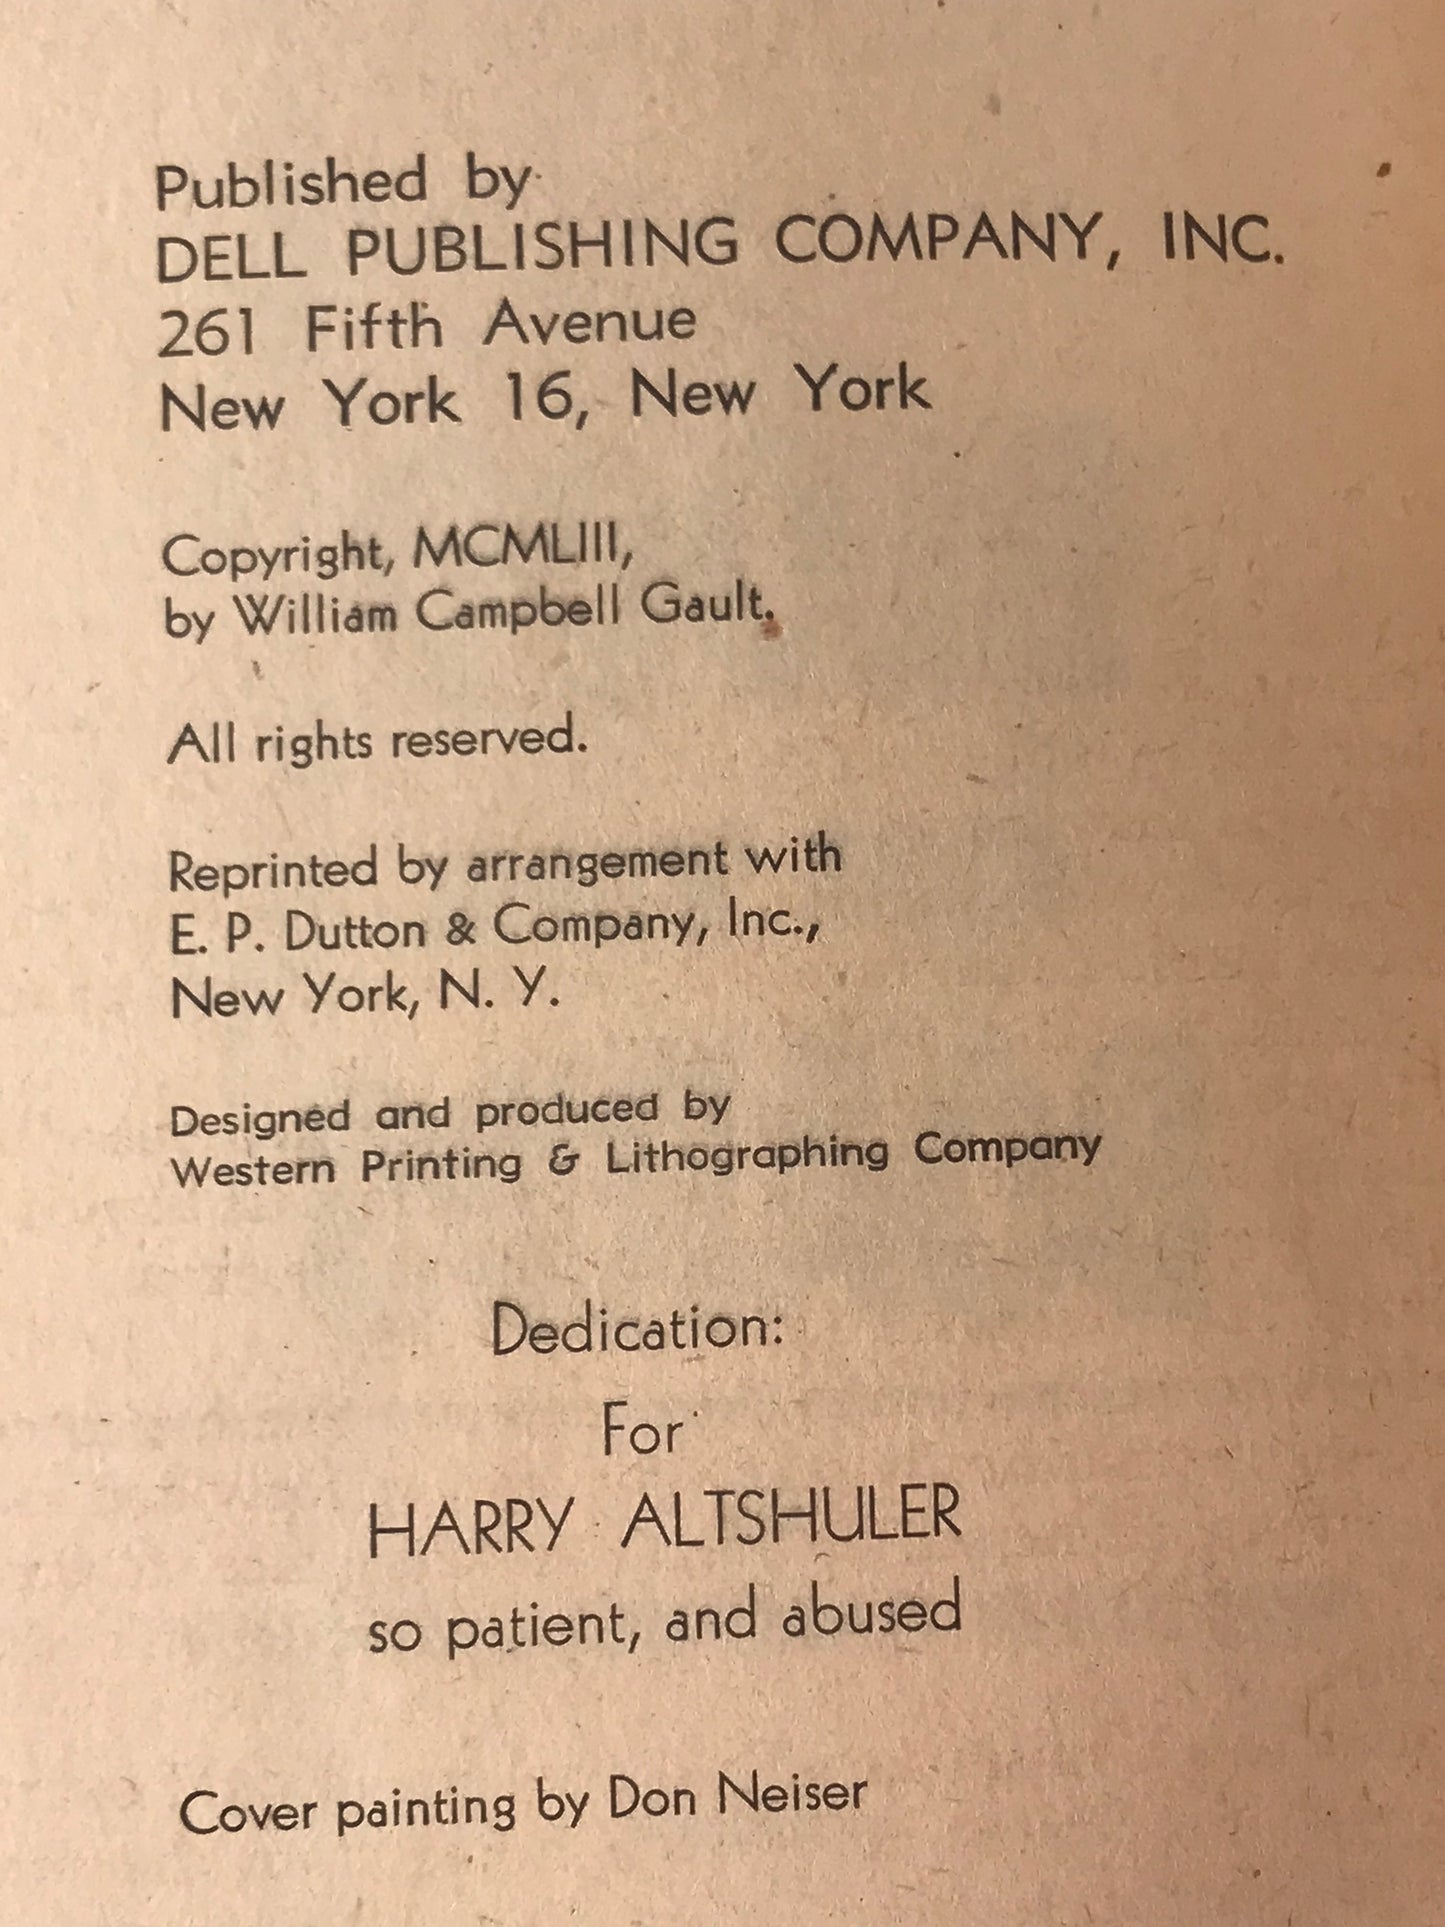 Published by
DELL PUBLISHING COMPANY, INC.
261 Fifth Avenue
New York 16, New York
Copyright, MCMLIII,
by William Campbell Gault.
All rights reserved.
Reprinted by arrangement with
E. P. Dutton & Company, Inc.,
New York, N. Y.
Designed and produced by
Western Printing & Lithographing Company
Dedication:
For
HARRY ALTSHULER
so patient, and abused
Cover painting by Don Neiser